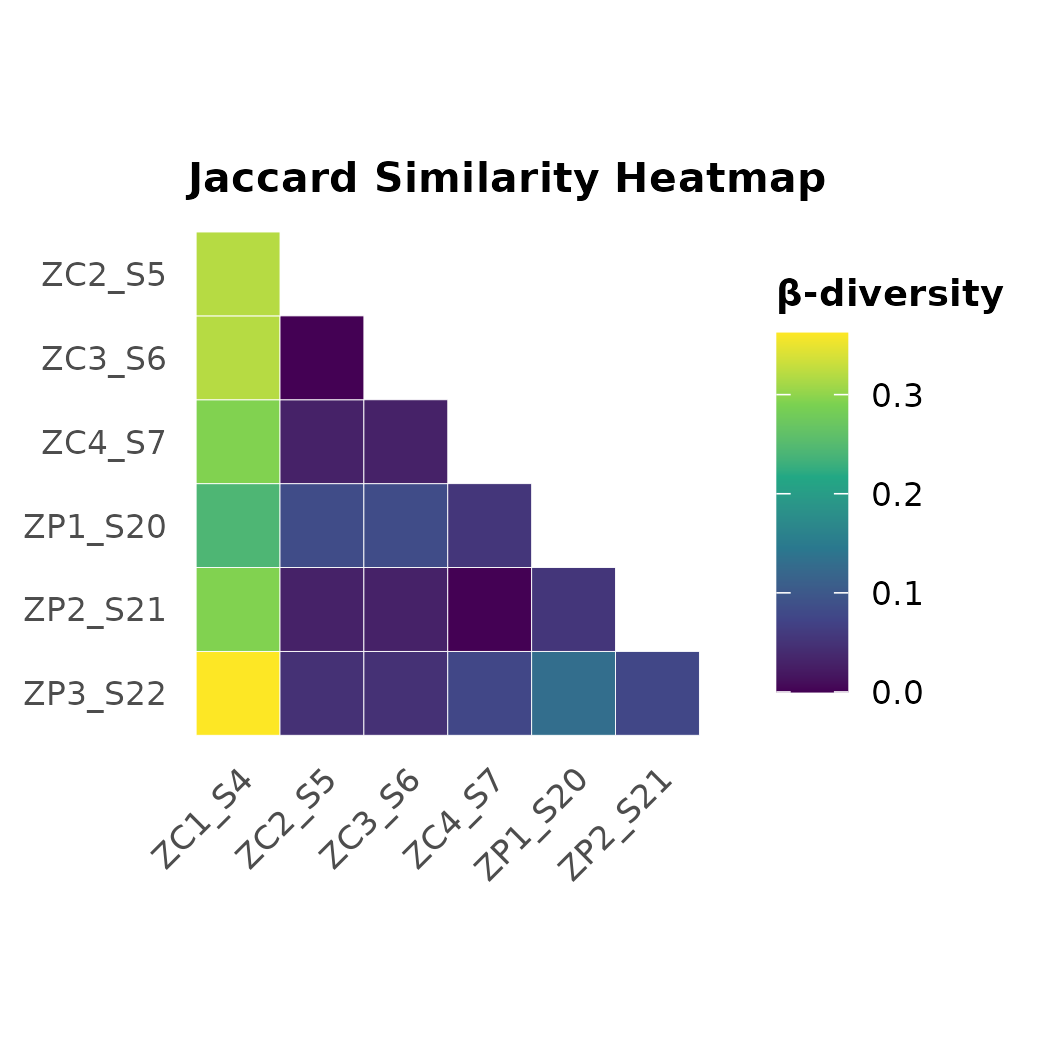 Jaccard Similarity Heatmap
ZC2_S5
ZC3_S6
ZC4_S7
ZP1_S20
ZP2_S21
ZP3_S22
ZC1_S4
ZC2_S5
ZC3_S6
ZC4_S7
ZP1_S20
ZP2_S21
β-diversity
0.3
0.2
0.1
0.0